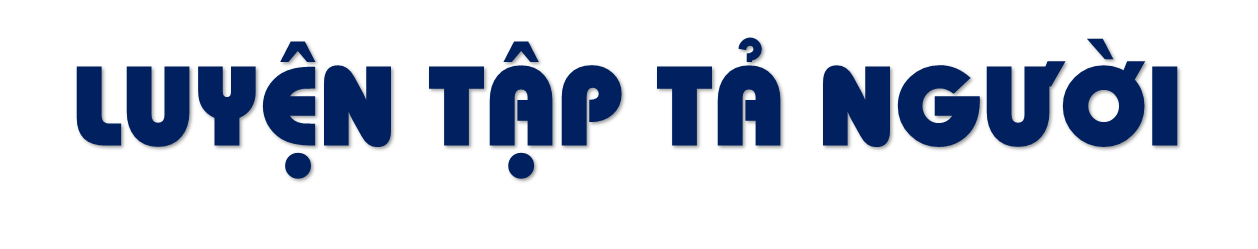 LUYỆN TẬP TẢ NGƯỜI